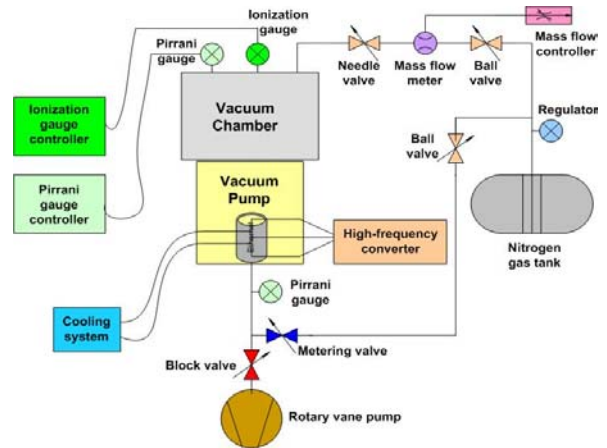 Ionization
gauge
Pirrani
gauge
Mass flow
controller
Needle
valve
Mass flow
meter
Ball
valve
Ionization
gauge
controller
Vacuum
Chamber
Regulator
Ball
valve
Pirrani
gauge
controller
Vacuum
Pump
High-frequency
converter
Nitrogen
gas tank
Pirrani
gauge
Cooling
system
Metering valve
Block valve
Rotary vane pump